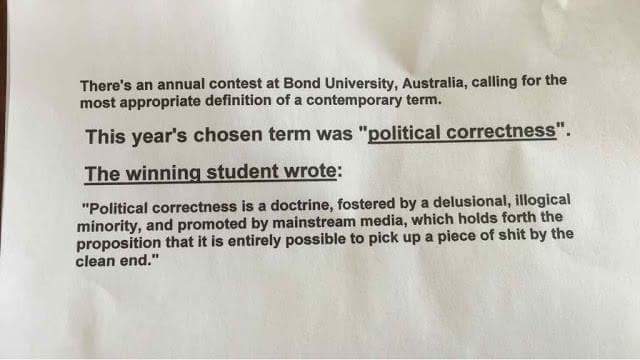 There's an annual contest at Bond University, Australia, calling for the
most appropriate definition of a contemporary term.
This year's chosen term was "political correctness".
The winning student wrote:
"Political correctness is a doctrine, fostered by a delusional, illogical
minority, and promoted by mainstream media, which holds forth the
proposition that it is entirely possible to pick up a piece of shit by the
clean end."